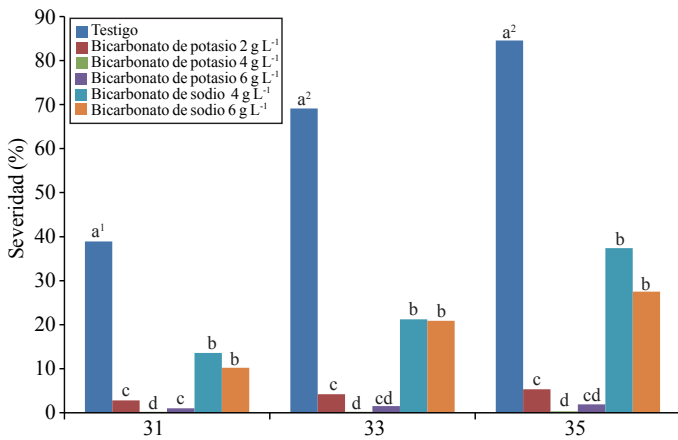 Severidad (%)
90
80
70
60
50
40
30
20
10
0
Testigo
Bicarbonato de potasio 2 g L⁻¹
Bicarbonato de potasio 4 g L⁻¹
Bicarbonato de potasio 6 g L⁻¹
Bicarbonato de sodio 4 g L⁻¹
Bicarbonato de sodio 6 g L⁻¹
a¹ c d c b b
a² c d cd b b
a² c d cd b b
31 33 35